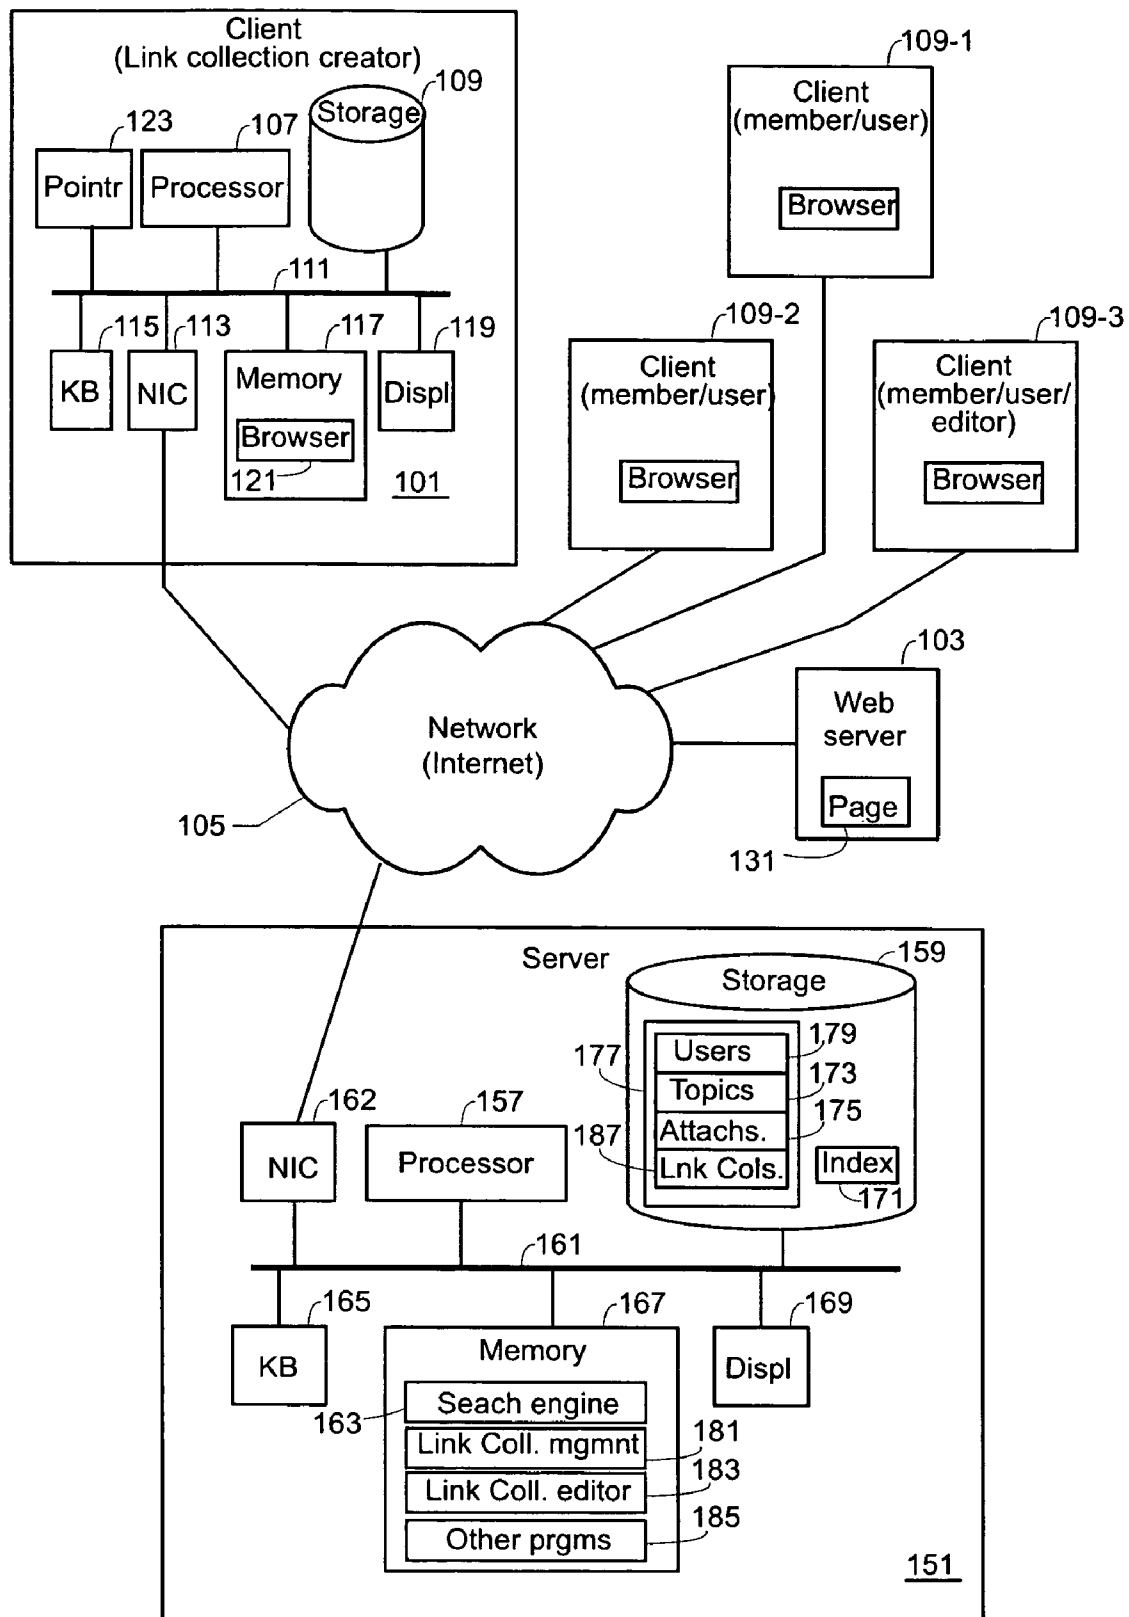 Client
(Link collection creator)
109
Storage
123
107
Pointr
Processor
111
115
113
117
119
KB
NIC
Memory
Displ
Browser
121
101
109-1
Client
(member/user)
Browser
109-2
Client
(member/user)
Browser
109-3
Client
(member/user/
editor)
Browser
103
Web
server
Page
131
Network
(Internet)
105
Server
159
Storage
177
Users
179
Topics
173
Attachs.
175
187
Lnk Cols.
Index
171
162
NIC
157
Processor
161
165
KB
167
Memory
Seach engine
163
Link Coll. mgmnt
181
Link Coll. editor
183
Other prgms
185
169
Displ
151